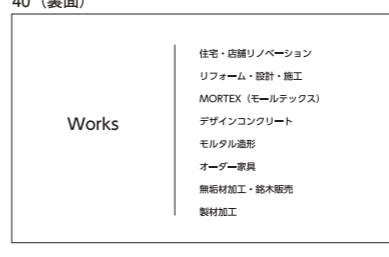 40（裏面）
Works
住宅・店舗リノベーション
リフォーム・設計・施工
MORTEX（モールテックス）
デザインコンクリート
モルタル造形
オーダー家具
無垢材加工・銘木販売
製材加工